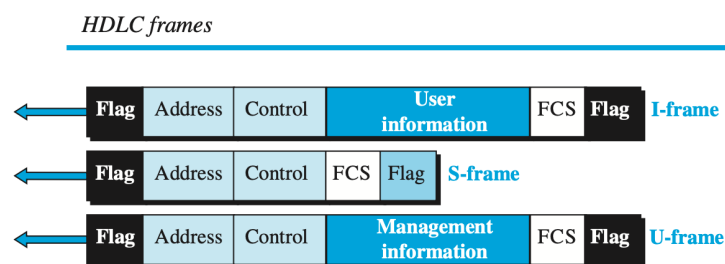 HDLC frames
Flag Address Control User information FCS Flag I-frame
Flag Address Control FCS Flag S-frame
Flag Address Control Management information FCS Flag U-frame